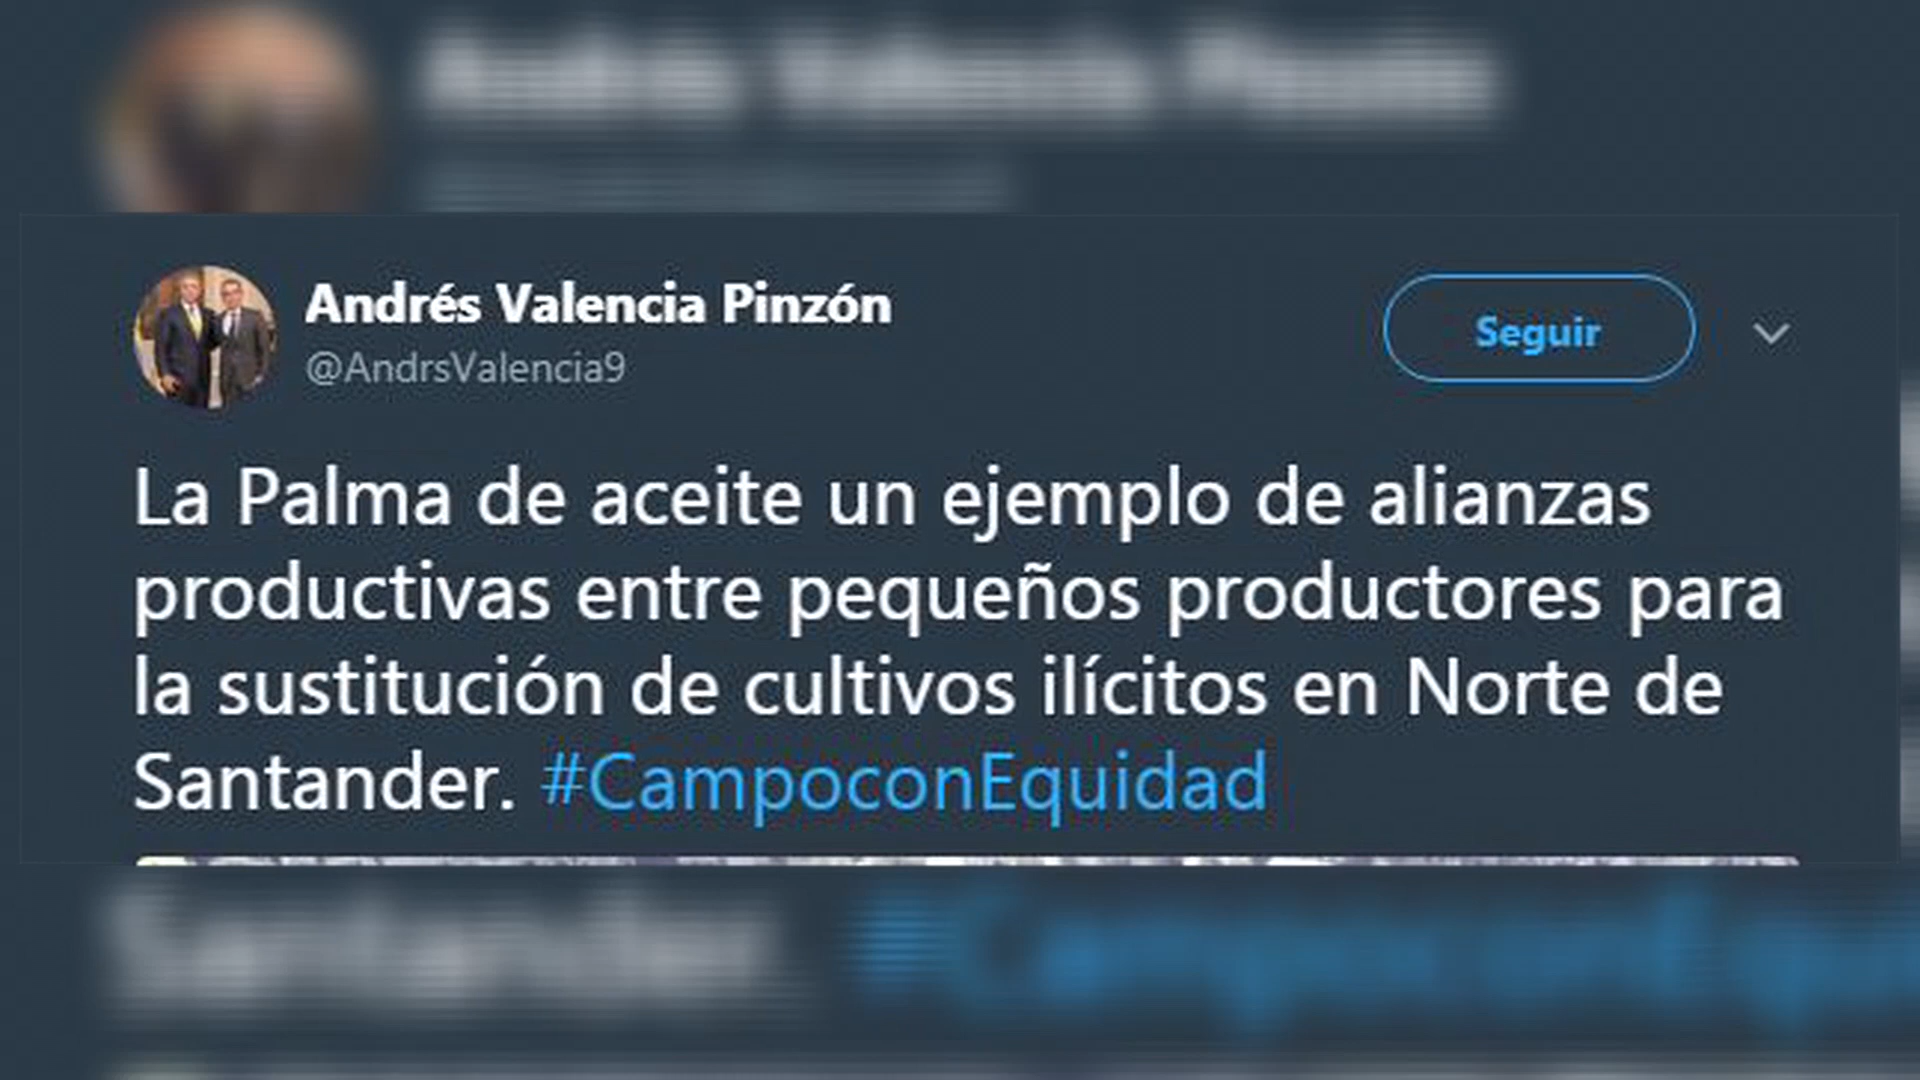 Andrés Valencia Pinzón
@AndrsValencia9
Seguir
La Palma de aceite un ejemplo de alianzas
productivas entre pequeños productores para
la sustitución de cultivos ilícitos en Norte de
Santander. #CampoconEquidad